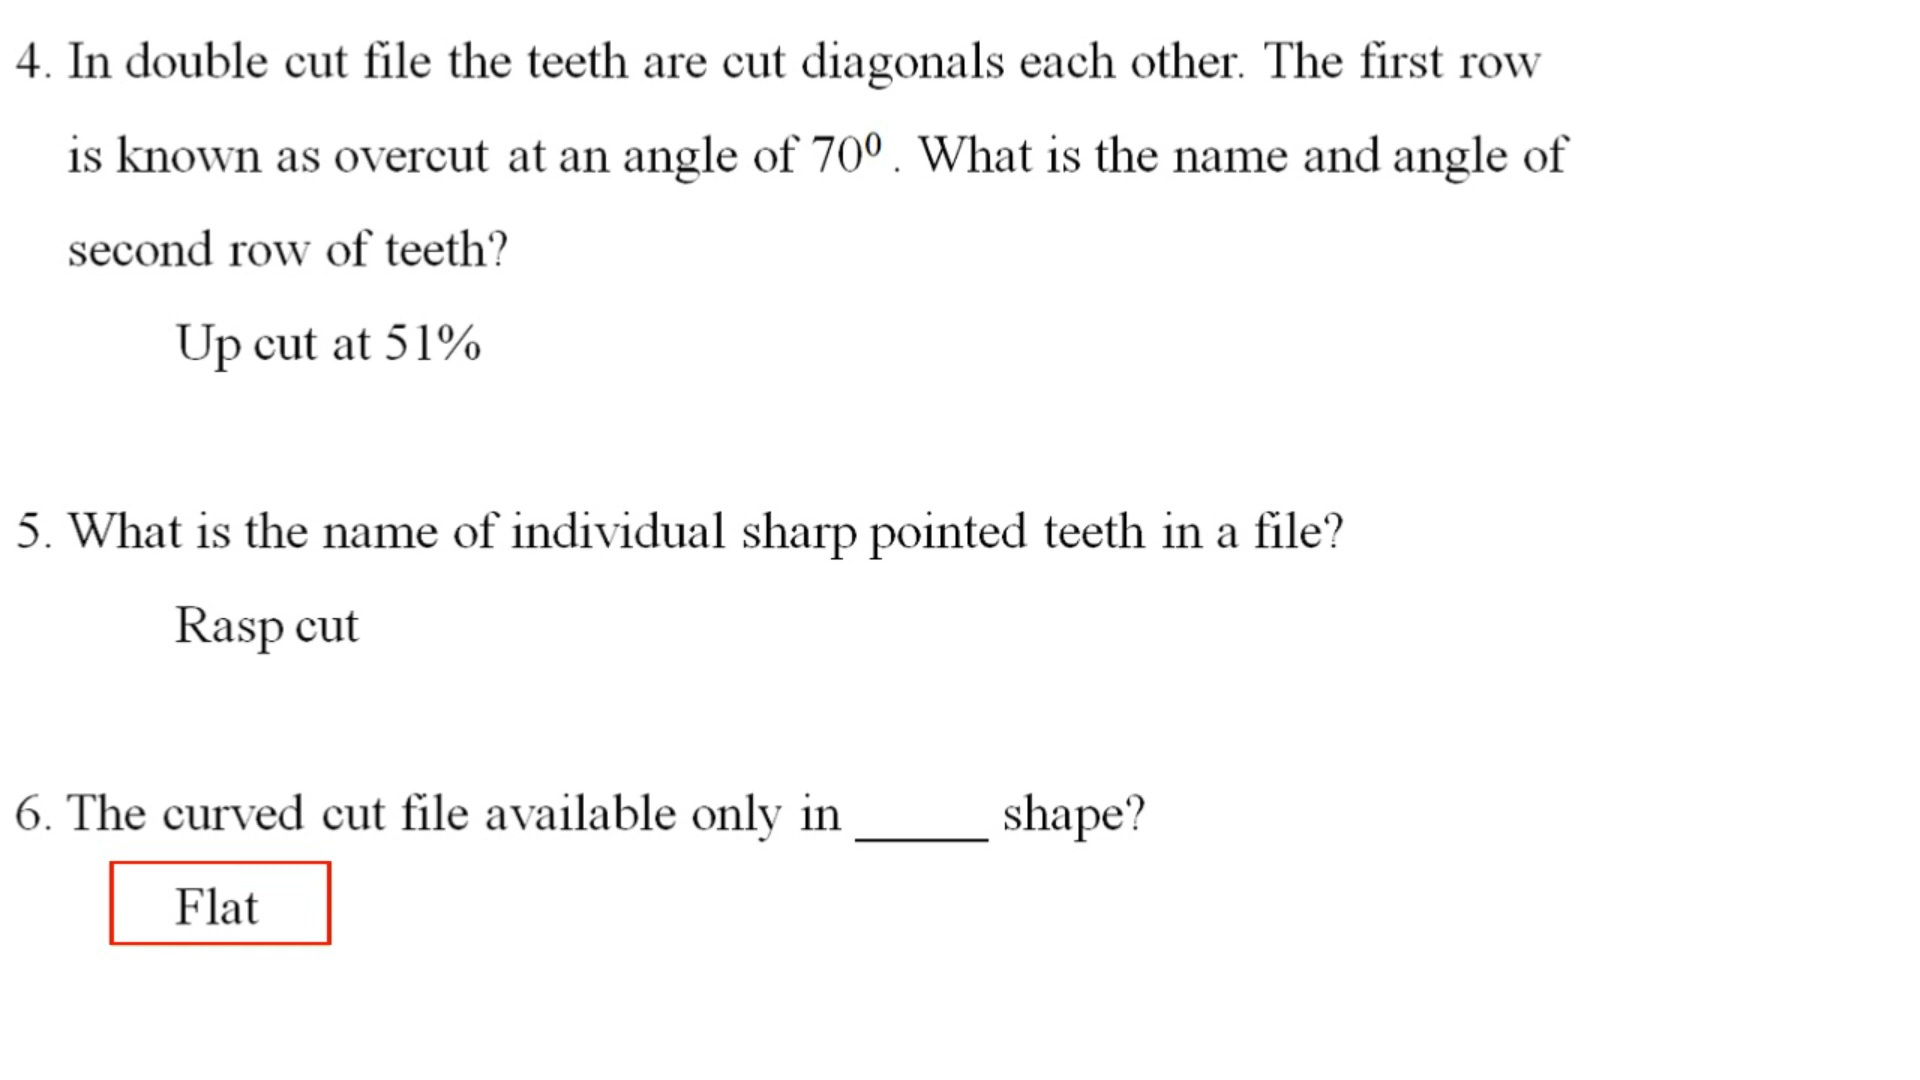 4. In double cut file the teeth are cut diagonals each other. The first row
is known as overcut at an angle of 70⁰ . What is the name and angle of
second row of teeth?
Up cut at 51%
5. What is the name of individual sharp pointed teeth in a file?
Rasp cut
6. The curved cut file available only in _____ shape?
Flat